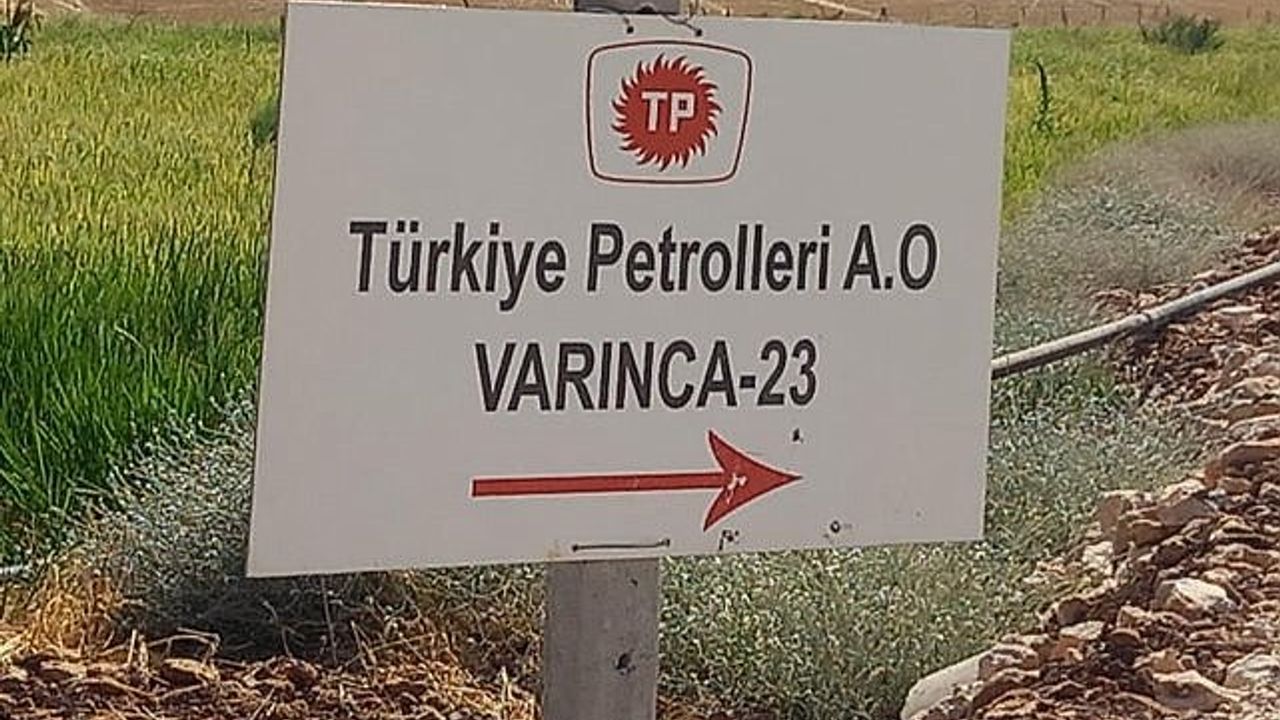 TP
Türkiye Petrolleri A.O
VARINCA-23